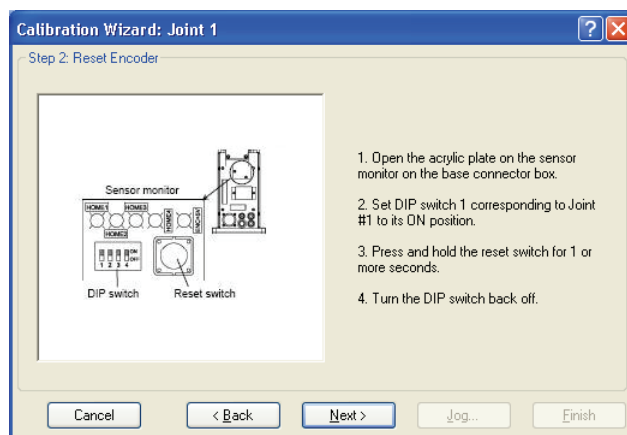 Calibration Wizard: Joint 1
Step 2: Reset Encoder
Sensor monitor
HOME1
HOME3
HOME2
HOME4
ENCHSV
ON
OFF
1 2 3 4
DIP switch
Reset switch
1. Open the acrylic plate on the sensor
monitor on the base connector box.
2. Set DIP switch 1 corresponding to Joint
#1 to its ON position.
3. Press and hold the reset switch for 1 or
more seconds.
4. Turn the DIP switch back off.
Cancel
< Back
Next >
Jog...
Finish